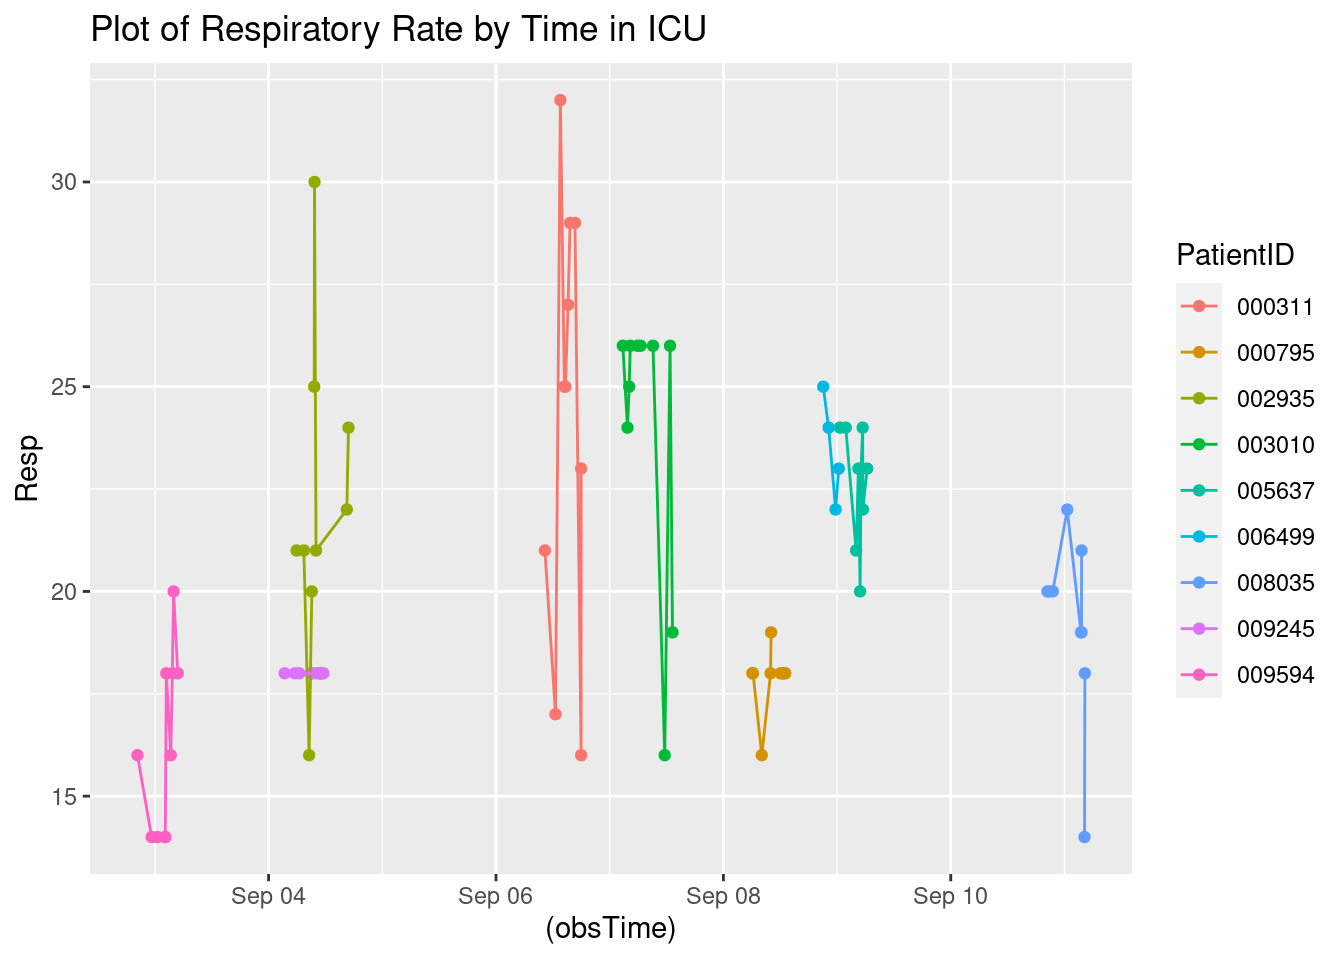 Plot of Respiratory Rate by Time in ICU
30
25
20
15
Resp
Sep 04
Sep 06
Sep 08
Sep 10
(obsTime)
PatientID
000311
000795
002935
003010
005637
006499
008035
009245
009594